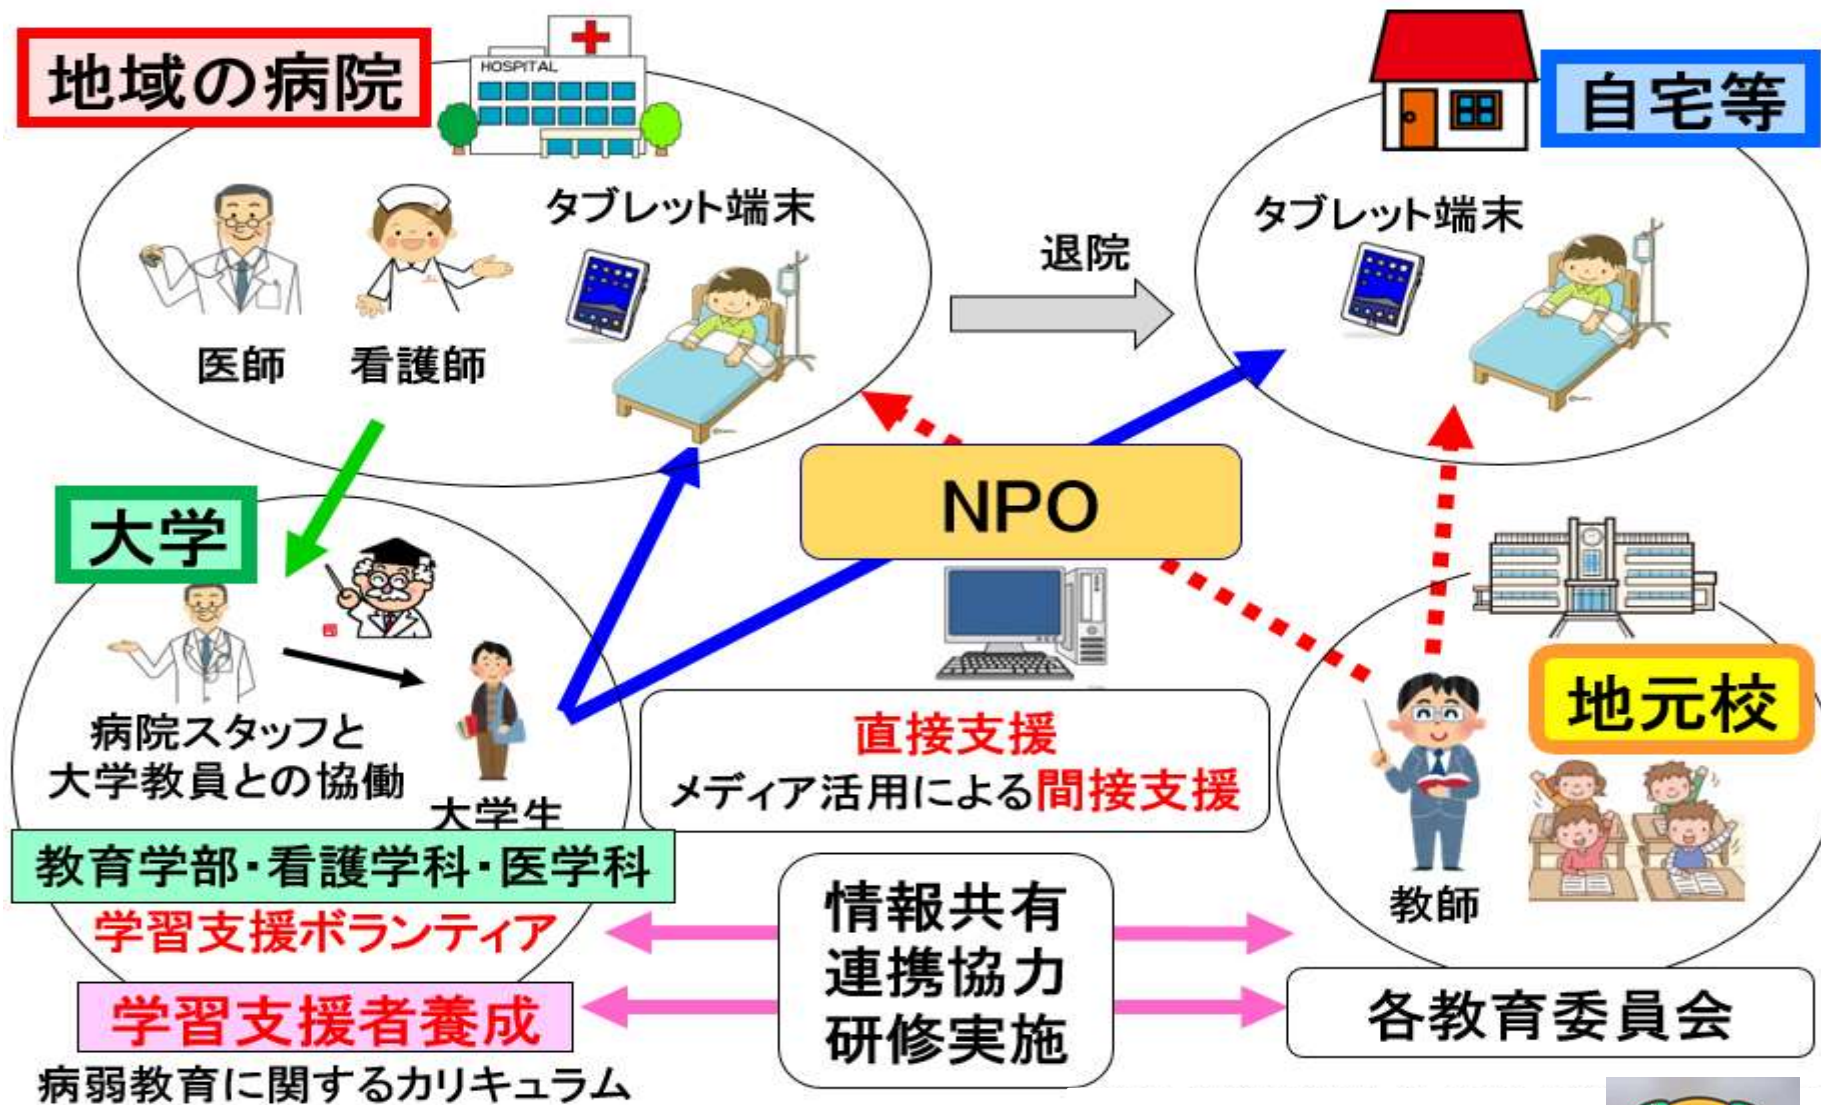 地域の病院
HOSPITAL
自宅等
タブレット端末
タブレット端末
退院
医師
看護師
NPO
大学
地元校
病院スタッフと
大学教員との協働
大学生
直接支援
メディア活用による間接支援
教師
教育学部・看護学科・医学科
学習支援ボランティア
情報共有
連携協力
研修実施
各教育委員会
学習支援者養成
病弱教育に関するカリキュラム